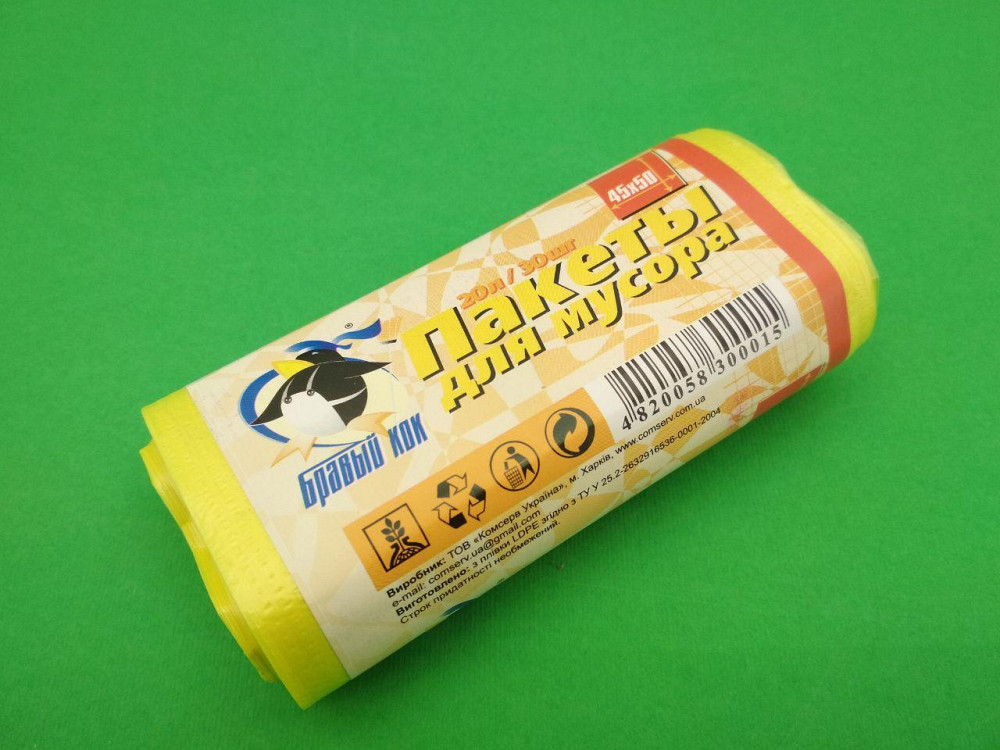 45x50
20л / 30шт
Пакеты
для мусора
®
бравый кок
4 820058 300015
Виробник: ТОВ «Комсерв Україна», м. Харків, www.comserv.com.ua
e-mail: comserv.ua@gmail.com
Виготовлено: з плівки LDPE згідно з ТУ У 25.2-2632916536-0001-2004
Строк придатності необмежений.